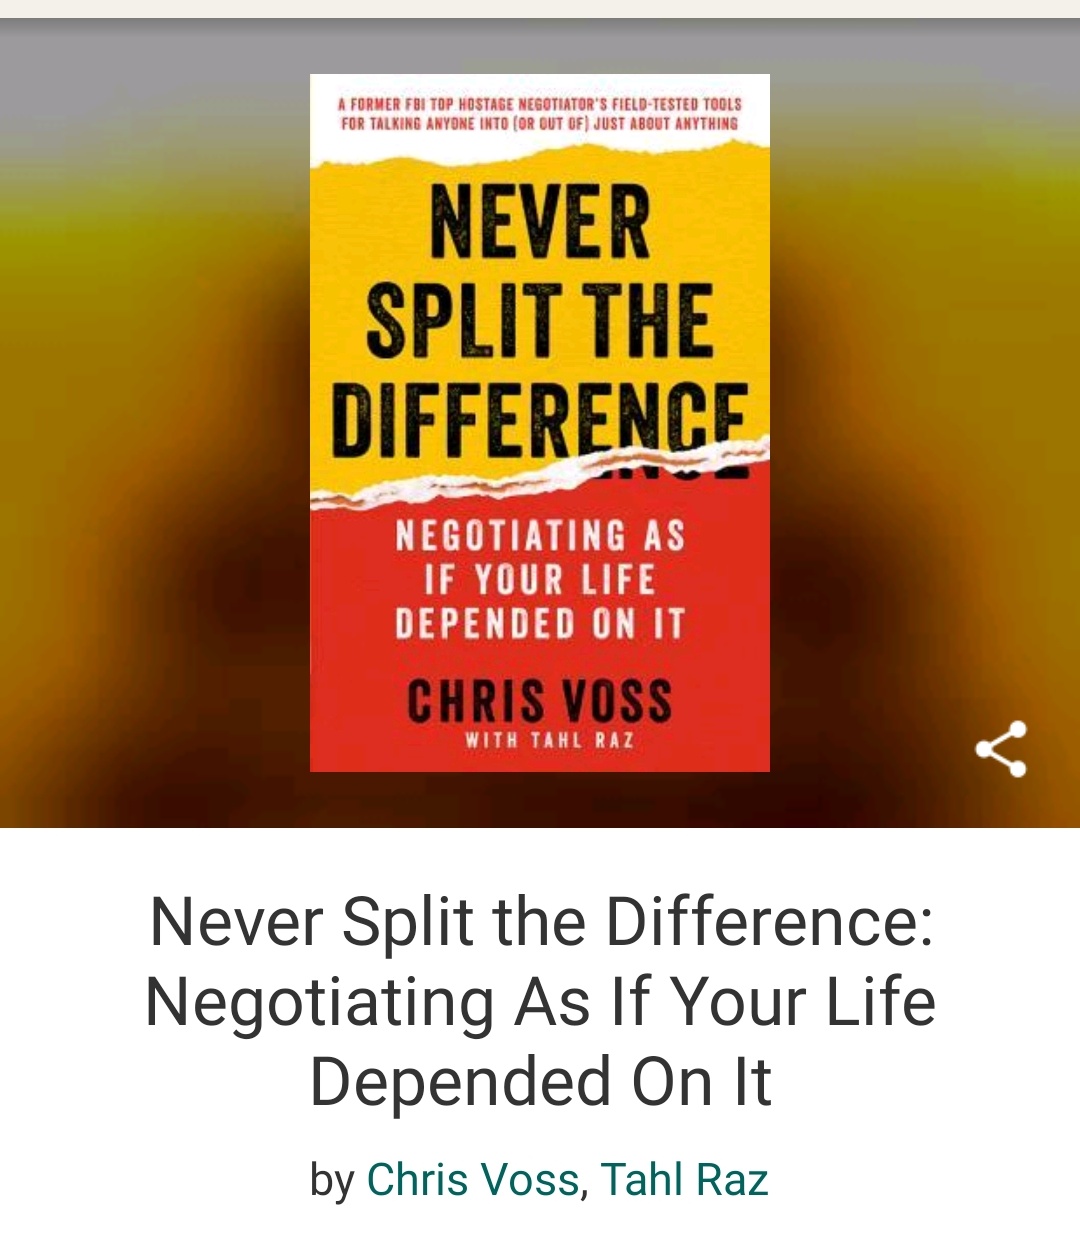 A FORMER FBI TOP HOSTAGE NEGOTIATOR'S FIELD-TESTED TOOLS
FOR TALKING ANYONE INTO (OR OUT OF) JUST ABOUT ANYTHING
NEVER
SPLIT THE
DIFFERENCE
NEGOTIATING AS
IF YOUR LIFE
DEPENDED ON IT
CHRIS VOSS
WITH TAHL RAZ
Never Split the Difference:
Negotiating As If Your Life
Depended On It
by Chris Voss, Tahl Raz